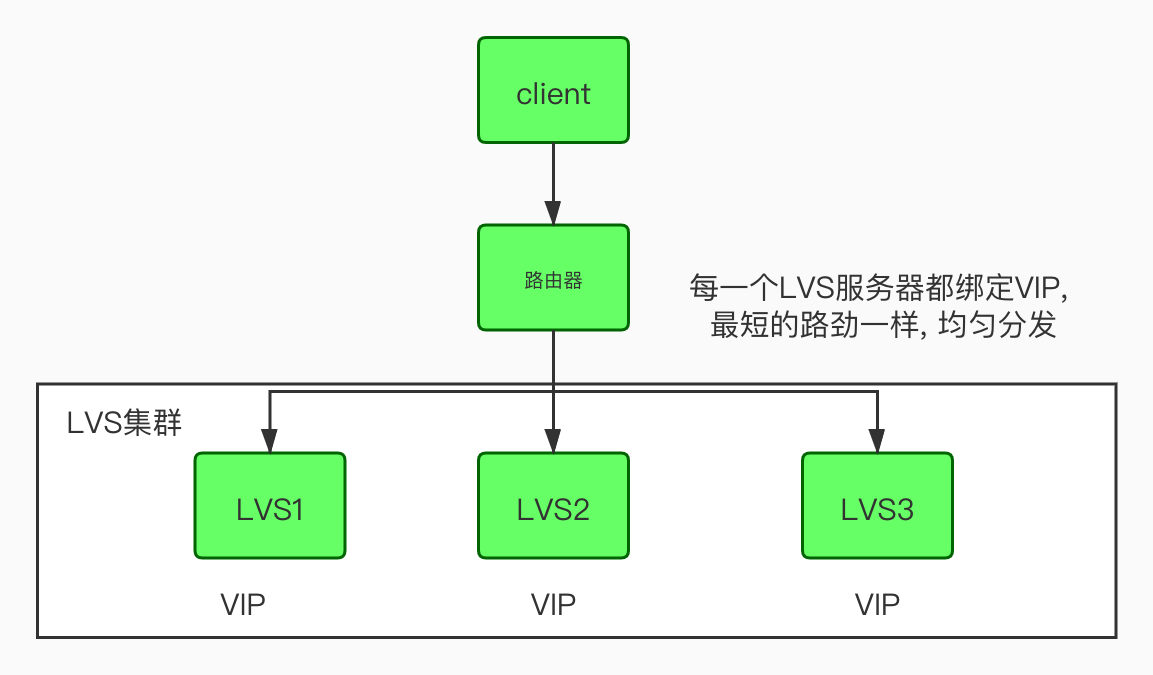 client
路由器
每一个LVS服务器都绑定VIP,
最短的路劲一样, 均匀分发
LVS集群
LVS1
LVS2
LVS3
VIP
VIP
VIP